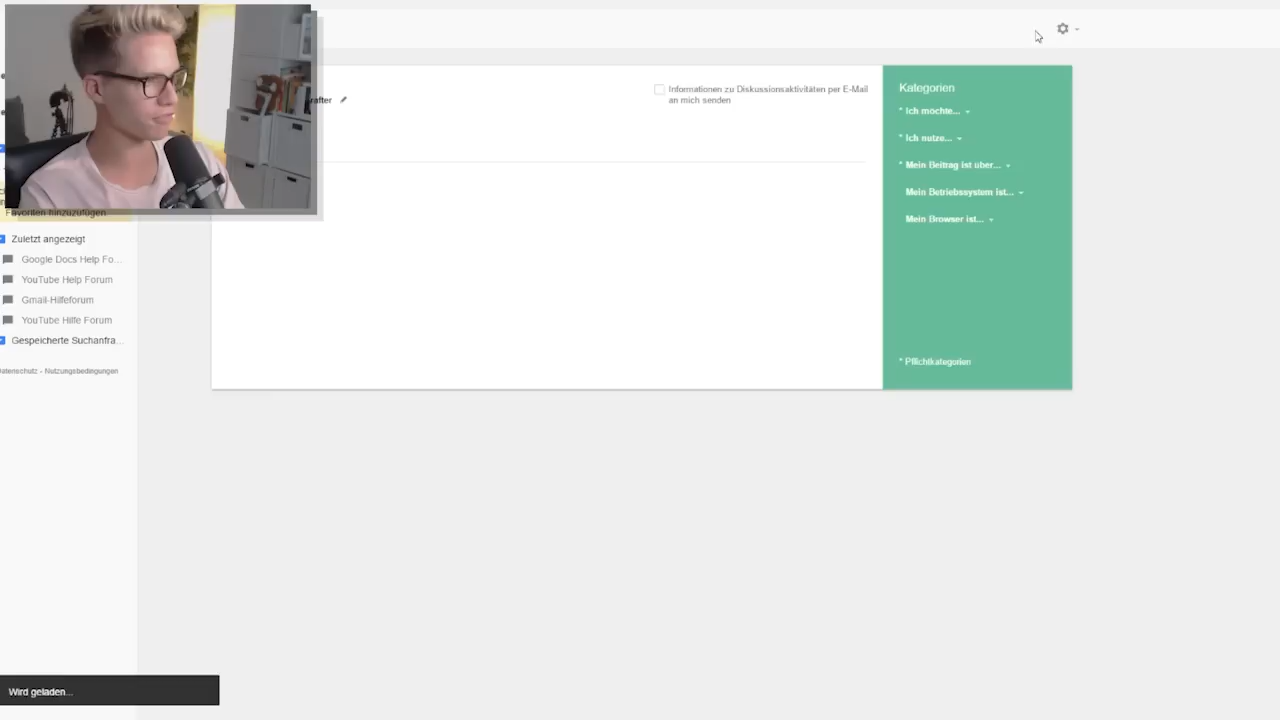 Informationen zu Diskussionsaktivitäten per E-Mail
an mich senden
Kategorien
* Ich möchte...
* Ich nutze...
* Mein Beitrag ist über...
Mein Betriebssystem ist...
Mein Browser ist...
* Pflichtkategorien
Favoriten hinzuzufügen.
Zuletzt angezeigt
Google Docs Help Fo...
YouTube Help Forum
Gmail-Hilfeforum
YouTube Hilfe Forum
Gespeicherte Suchanfra...
Datenschutz - Nutzungsbedingungen
Wird geladen...